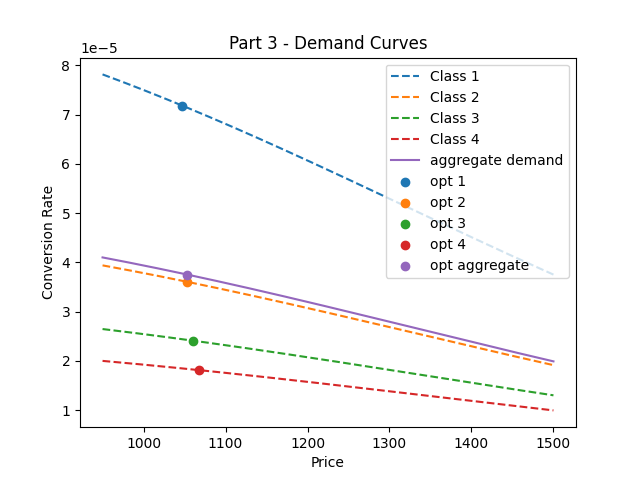 Part 3 - Demand Curves
1e−5
8
7
6
5
4
3
2
1
Conversion Rate
Class 1
Class 2
Class 3
Class 4
aggregate demand
opt 1
opt 2
opt 3
opt 4
opt aggregate
1000 1100 1200 1300 1400 1500
Price